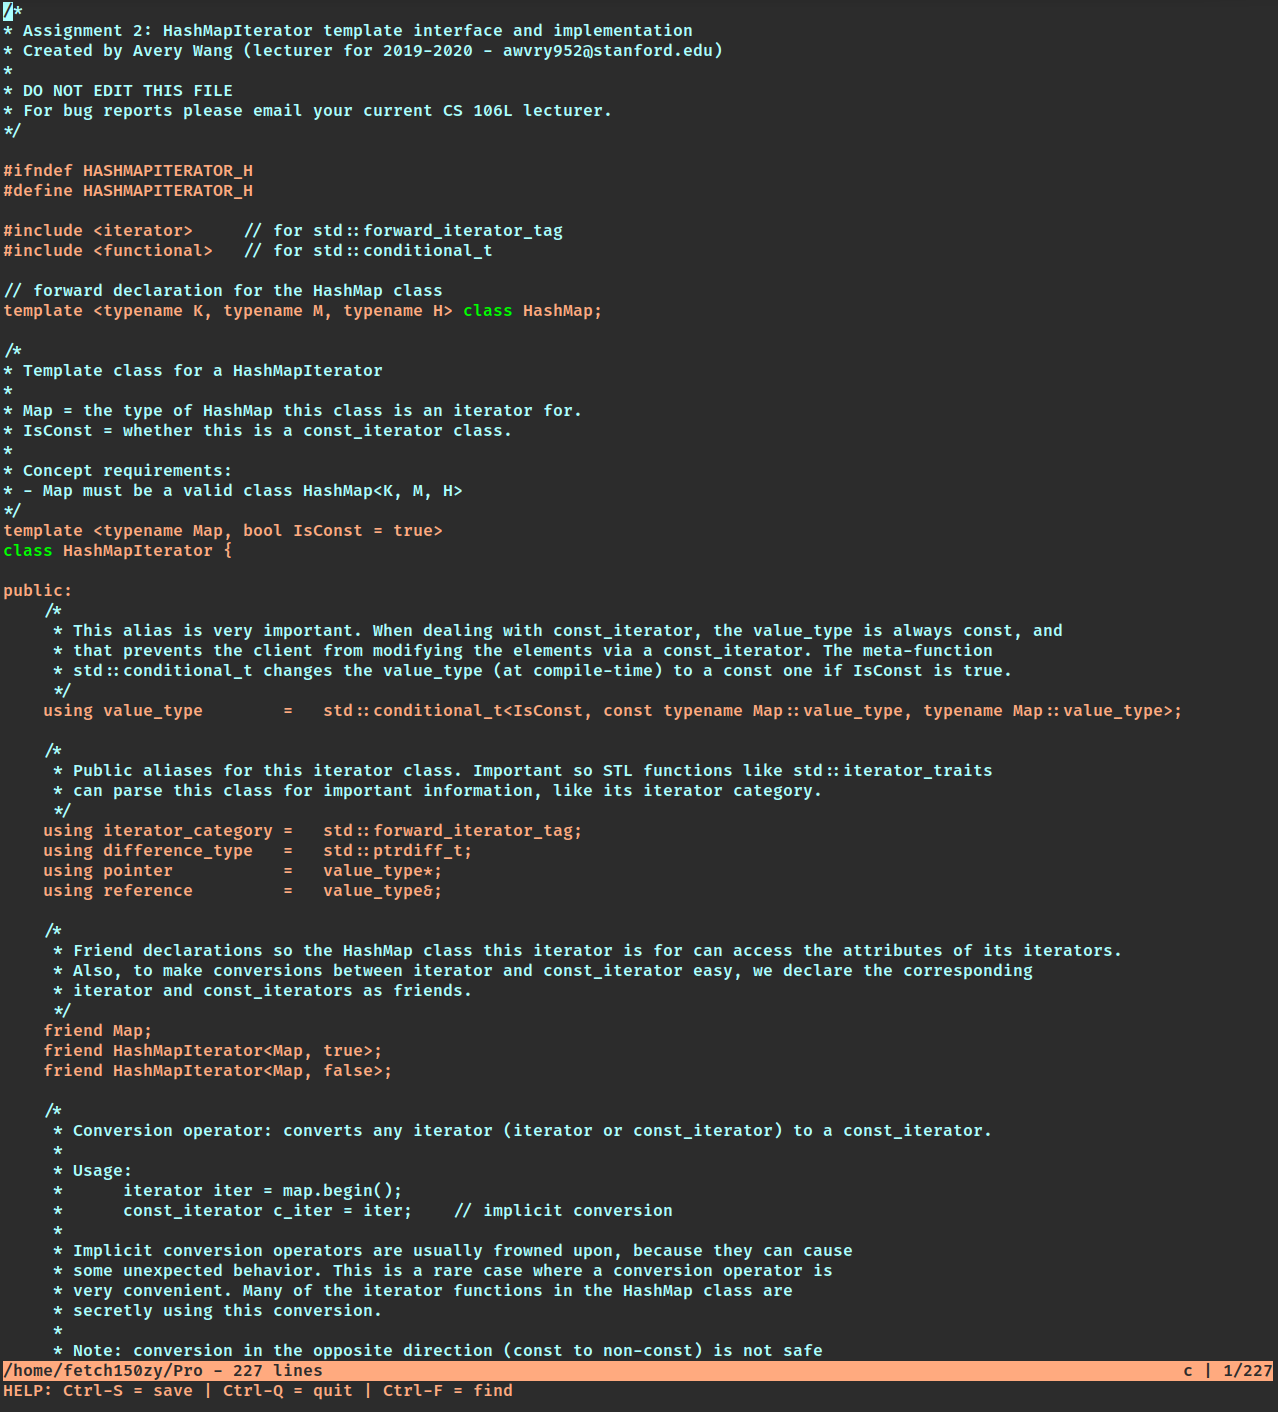 /*
* Assignment 2: HashMapIterator template interface and implementation
* Created by Avery Wang (lecturer for 2019-2020 - awvry952@stanford.edu)
*
* DO NOT EDIT THIS FILE
* For bug reports please email your current CS 106L lecturer.
*/

#ifndef HASHMAPITERATOR_H
#define HASHMAPITERATOR_H

#include <iterator>     // for std::forward_iterator_tag
#include <functional>   // for std::conditional_t

// forward declaration for the HashMap class
template <typename K, typename M, typename H> class HashMap;

/*
* Template class for a HashMapIterator
*
* Map = the type of HashMap this class is an iterator for.
* IsConst = whether this is a const_iterator class.
*
* Concept requirements:
* - Map must be a valid class HashMap<K, M, H>
*/
template <typename Map, bool IsConst = true>
class HashMapIterator {

public:
    /*
     * This alias is very important. When dealing with const_iterator, the value_type is always const, and
     * that prevents the client from modifying the elements via a const_iterator. The meta-function
     * std::conditional_t changes the value_type (at compile-time) to a const one if IsConst is true.
     */
    using value_type        =   std::conditional_t<IsConst, const typename Map::value_type, typename Map::value_type>;

    /*
     * Public aliases for this iterator class. Important so STL functions like std::iterator_traits
     * can parse this class for important information, like its iterator category.
     */
    using iterator_category =   std::forward_iterator_tag;
    using difference_type   =   std::ptrdiff_t;
    using pointer           =   value_type*;
    using reference         =   value_type&;

    /*
     * Friend declarations so the HashMap class this iterator is for can access the attributes of its iterators.
     * Also, to make conversions between iterator and const_iterator easy, we declare the corresponding
     * iterator and const_iterators as friends.
     */
    friend Map;
    friend HashMapIterator<Map, true>;
    friend HashMapIterator<Map, false>;

    /*
     * Conversion operator: converts any iterator (iterator or const_iterator) to a const_iterator.
     *
     * Usage:
     *      iterator iter = map.begin();
     *      const_iterator c_iter = iter;    // implicit conversion
     *
     * Implicit conversion operators are usually frowned upon, because they can cause
     * some unexpected behavior. This is a rare case where a conversion operator is
     * very convenient. Many of the iterator functions in the HashMap class are
     * secretly using this conversion.
     *
     * Note: conversion in the opposite direction (const to non-const) is not safe
/home/fetch150zy/Pro - 227 lines c | 1/227
HELP: Ctrl-S = save | Ctrl-Q = quit | Ctrl-F = find